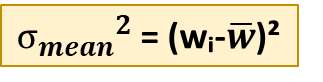 σmean² = (wᵢ-w̅)²